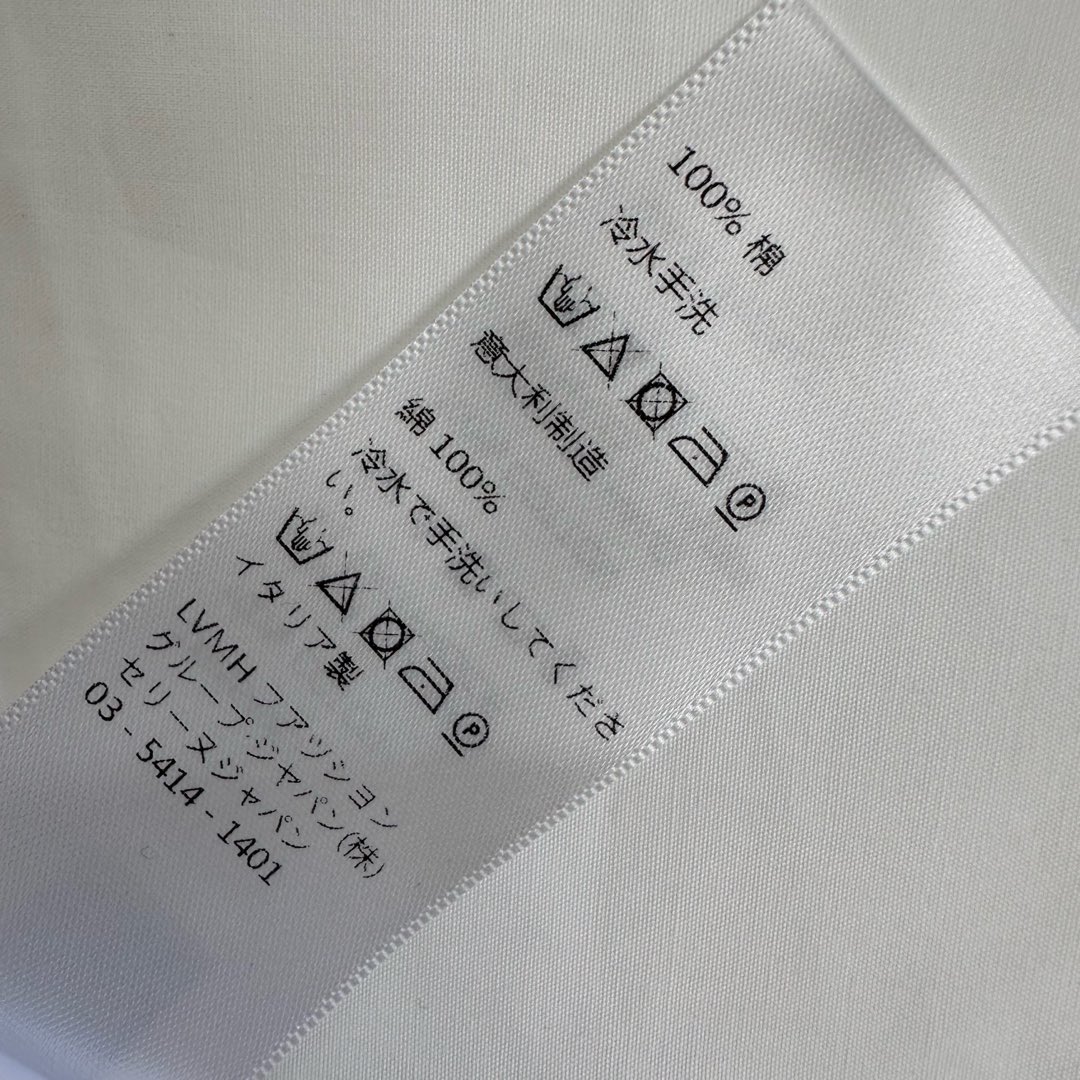 100% 棉
冷水手洗
意大利制造
綿 100%
冷水で手洗いしてくださ
い。
イタリア製
LVMH ファッション
グループ・ジャパン(株)
セリーヌジャパン
03 - 5414 - 1401